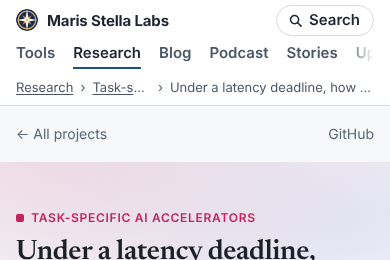 Maris Stella Labs
Search
Tools Research Blog Podcast Stories Up
Research › Task-s... › Under a latency deadline, how ...
← All projects GitHub
TASK-SPECIFIC AI ACCELERATORS
Under a latency deadline,